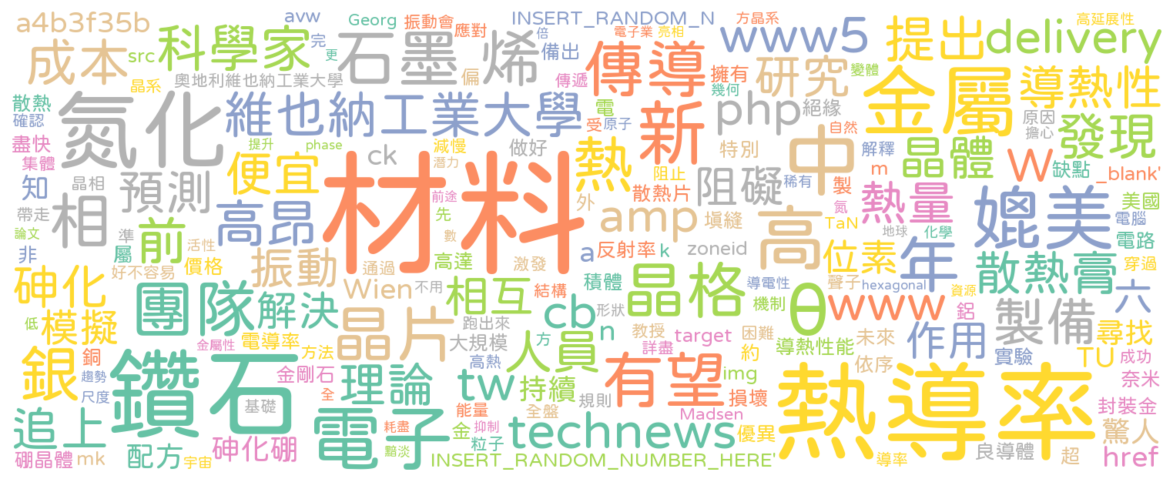 a4b3f35b
Georg
振動會
應對
INSERT_RANDOM_N
倍
電子業
亮相
方晶系
高延展性
成本
src
科學家
avw
完
更
石墨
烯
偏
備出
傳導
擁有
變體
幾何
www5
提出
delivery
晶系
奧地利維也納工業大學
傳遞
電
研究
金屬
導熱性
散熱
確認
氮化
維也納工業大學
受
原子
新
php
絕緣
自然
原因
擔心
發現
盡快
集體
提升
phase
減慢
潛力
做好
ck
熱
阻止
特別
中
解釋
m
缺點
_blank'
w
知
晶相
預測
便宜
材料
散熱片
稀有
阻礙
製
氮
熱量
媲美
美國
電腦
電路
帶走
論文
準
相
前
高昂
前途
先
數
外
amp
塡縫
高
TaN
化學
地球
穿過
非
屬
活性
價格
好不容易
振動
通過
高達
激發
a
反射率
k
zoneid
位素
年
散熱膏
砷化
團隊
解決
Wien
不用
相互
結構
晶格
積體
導電性
聲子
hexagonal
資源
六
低
模擬
電導率
晶片
跑出來
大規模
cb
n
形狀
機制
θ
www
鋁
製備
尋找
銀
銅
金屬性
方法
高熱
方
人員
教授
詳盡
target
困難
約
未來
導熱性能
作用
實驗
TU
成功
趨勢
尺度
鑽石
金剛石
全
理論
tw
持續
規則
有望
img
損壞
依序
熱導率
奈米
封裝金
追上
基礎
電子
耗盡
能量
抑制
金
粒子
全盤
technews
Madsen
優異
驚人
硼晶體
mk
配方
宇宙
砷化硼
黯淡
INSERT_RANDOM_NUMBER_HERE'
導率
良導體
超
href
晶體